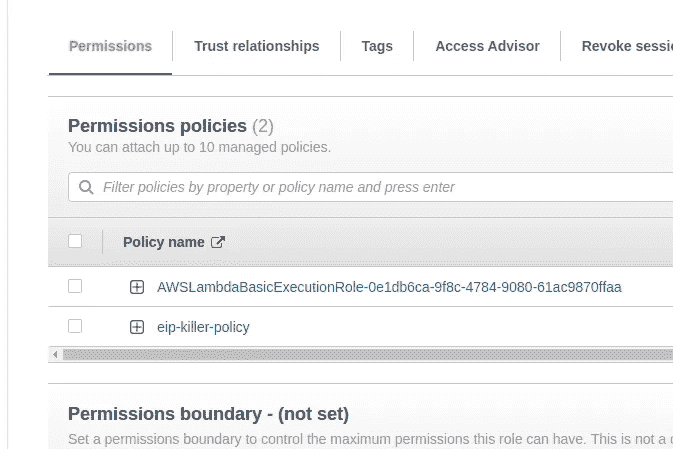 Permissions Trust relationships Tags Access Advisor Revoke
Permissions policies (2)
You can attach up to 10 managed policies.
Filter policies by property or policy name and press enter
Policy name
AWSLambdaBasicExecutionRole-0e1db6ca-9f8c-4784-9080-61ac9870ffaa
eip-killer-policy
Permissions boundary - (not set)
Set a permissions boundary to control the maximum permissions this role can have. This is not a